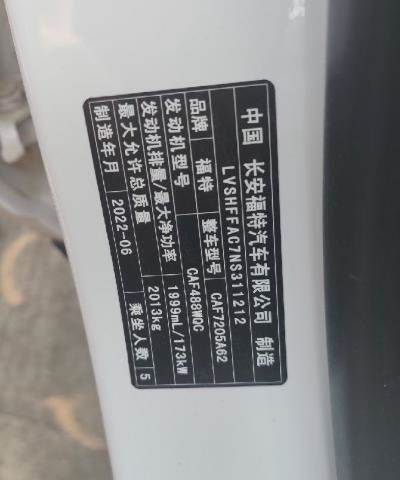 中国 长安福特汽车有限公司 制造
LVSHFFAC7NS311212
品牌 福特 整车型号 CAF7205A62
发动机型号 CAF488WQC
发动机排量/最大净功率 1999mL/173kW
最大允许总质量 2013kg
制造年月 2022-06 乘坐人数 5